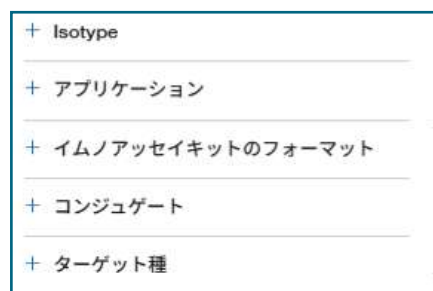 + Isotype
+ アプリケーション
+ イムノアッセイキットのフォーマット
+ コンジュゲート
+ ターゲット種